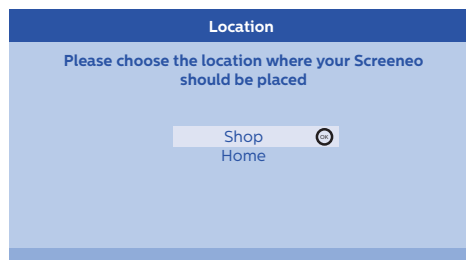 Location
Please choose the location where your Screeneo
should be placed
Shop OK
Home